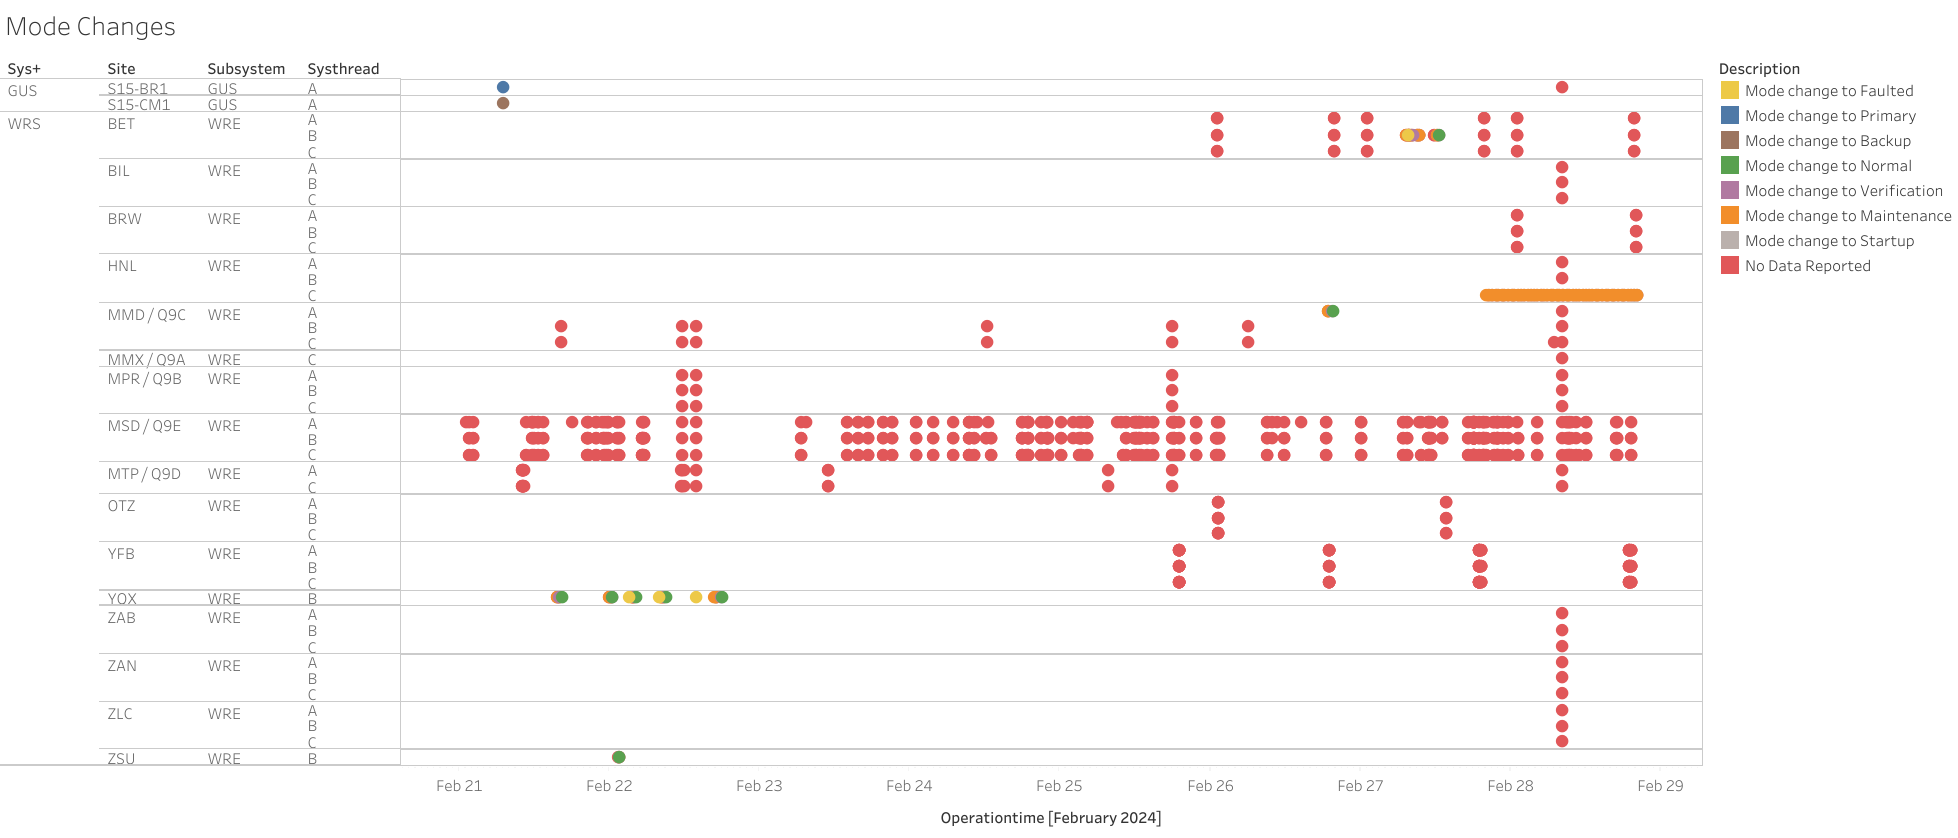 Mode Changes
Sys+ Site Subsystem Systhread Description
GUS S15-BR1 GUS A
S15-CM1 GUS A
WRS BET WRE A
B
C
BIL WRE A
B
C
BRW WRE A
B
C
HNL WRE A
B
C
MMD / Q9C WRE A
B
C
MMX / Q9A WRE C
MPR / Q9B WRE A
B
C
MSD / Q9E WRE A
B
C
MTP / Q9D WRE A
C
OTZ WRE A
B
C
YFB WRE A
B
C
YOX WRE B
ZAB WRE A
B
C
ZAN WRE A
B
C
ZLC WRE A
B
C
ZSU WRE B
Feb 21 Feb 22 Feb 23 Feb 24 Feb 25 Feb 26 Feb 27 Feb 28 Feb 29
Operationtime [February 2024]
Mode change to Faulted
Mode change to Primary
Mode change to Backup
Mode change to Normal
Mode change to Verification
Mode change to Maintenance
Mode change to Startup
No Data Reported